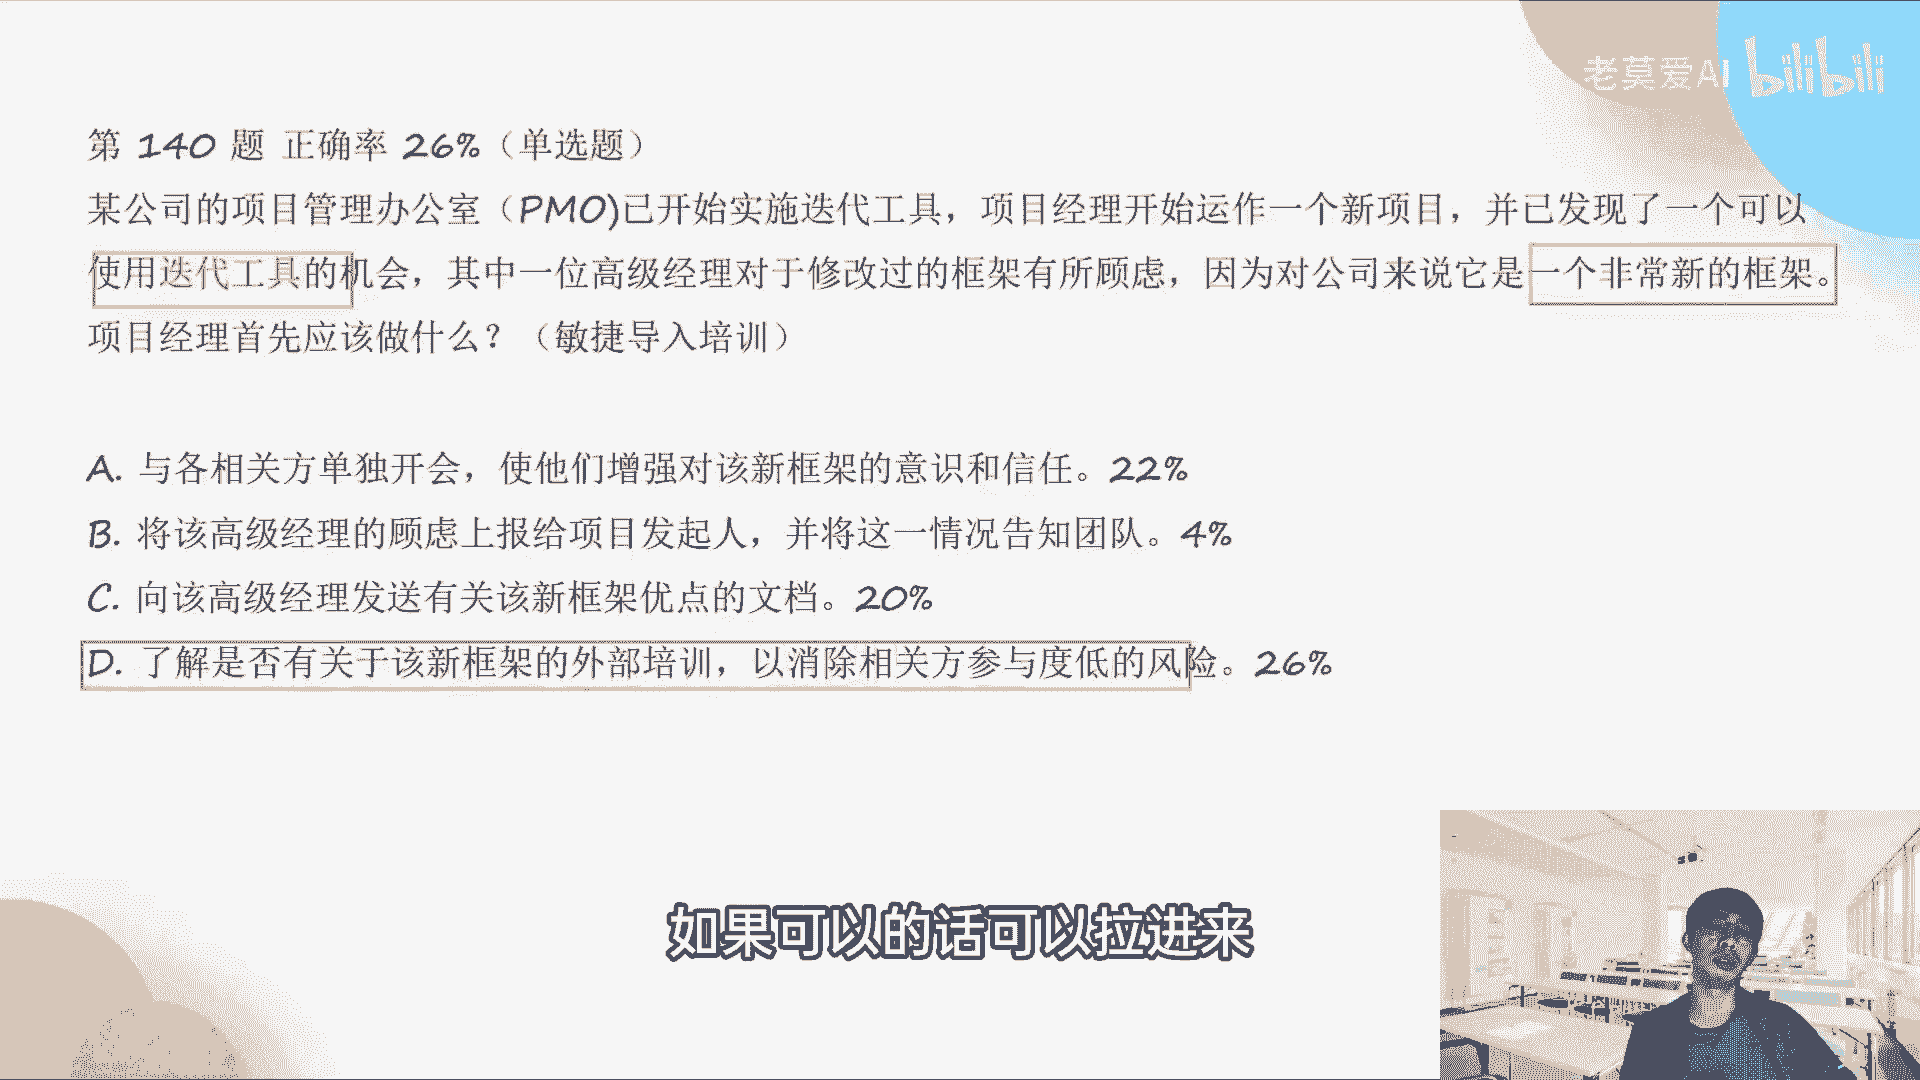 老莫爱AI bilibili
第 140 题 正确率 26%（单选题）
某公司的项目管理办公室（PMO)已开始实施迭代工具，项目经理开始运作一个新项目，并已发现了一个可以
使用迭代工具的机会，其中一位高级经理对于修改过的框架有所顾虑，因为对公司来说它是一个非常新的框架。
项目经理首先应该做什么？（敏捷导入培训）
A. 与各相关方单独开会，使他们增强对该新框架的意识和信任。22%
B. 将该高级经理的顾虑上报给项目发起人，并将这一情况告知团队。4%
C. 向该高级经理发送有关该新框架优点的文档。20%
D. 了解是否有关于该新框架的外部培训，以消除相关方参与度低的风险。26%
如果可以的话可以拉进来